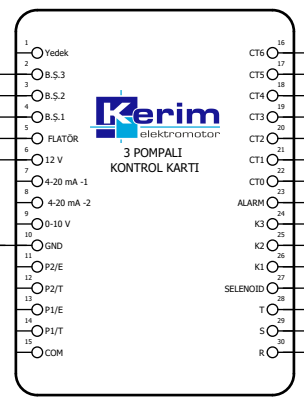 1 Yedek
2 B.Ş.3
3 B.Ş.2
4 B.Ş.1
5 FLATÖR
6 12 V
7 4-20 mA -1
8 4-20 mA -2
9 0-10 V
10 GND
11 P2/E
12 P2/T
13 P1/E
14 P1/T
15 COM
Kerim
elektromotor
3 POMPALI
KONTROL KARTI
CT6 16
CT5 17
CT4 18
CT3 19
CT2 20
CT1 21
CT0 22
ALARM 23
K3 24
K2 25
K1 26
SELENOID 27
T 28
S 29
R 30